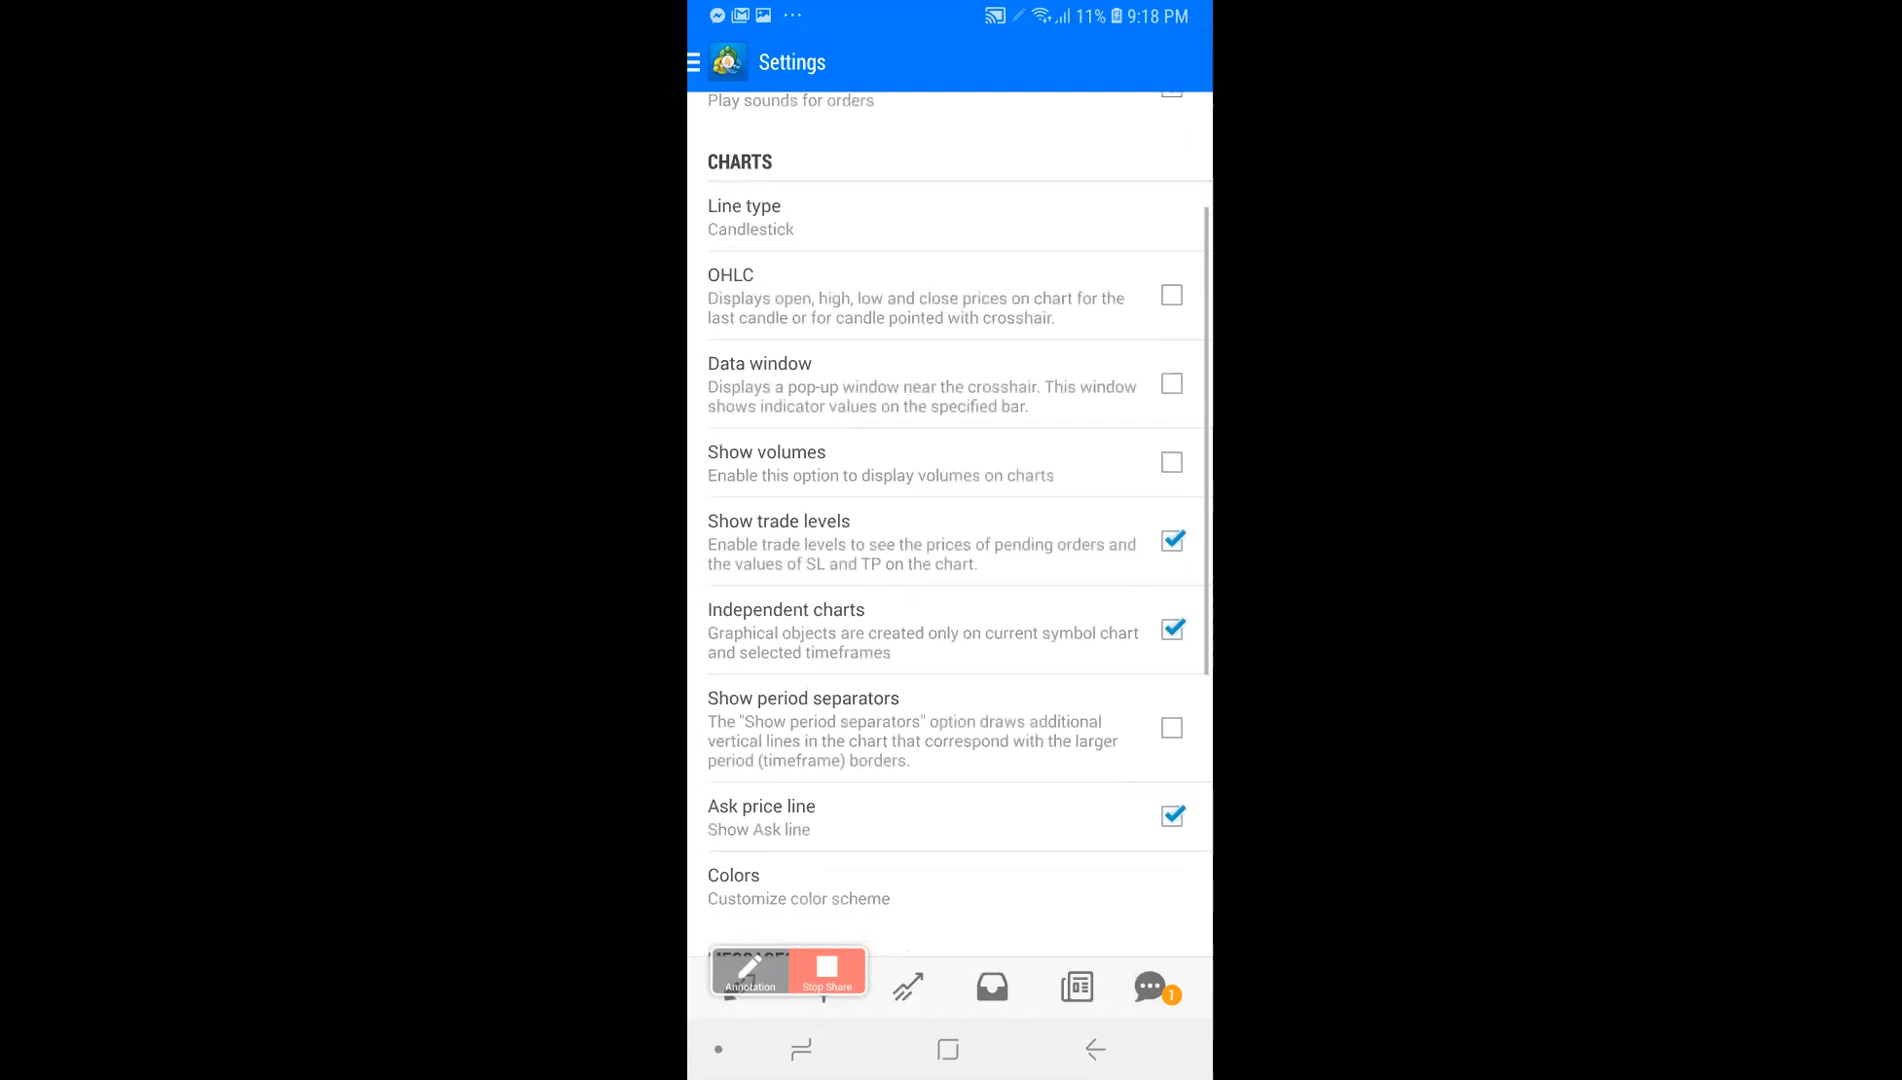 11% 9:18 PM
Settings
Play sounds for orders
CHARTS
Line type
Candlestick
OHLC
Displays open, high, low and close prices on chart for the
last candle or for candle pointed with crosshair.
Data window
Displays a pop-up window near the crosshair. This window
shows indicator values on the specified bar.
Show volumes
Enable this option to display volumes on charts
Show trade levels
Enable trade levels to see the prices of pending orders and
the values of SL and TP on the chart.
Independent charts
Graphical objects are created only on current symbol chart
and selected timeframes
Show period separators
The "Show period separators" option draws additional
vertical lines in the chart that correspond with the larger
period (timeframe) borders.
Ask price line
Show Ask line
Colors
Customize color scheme
Annotation Stop Share
1